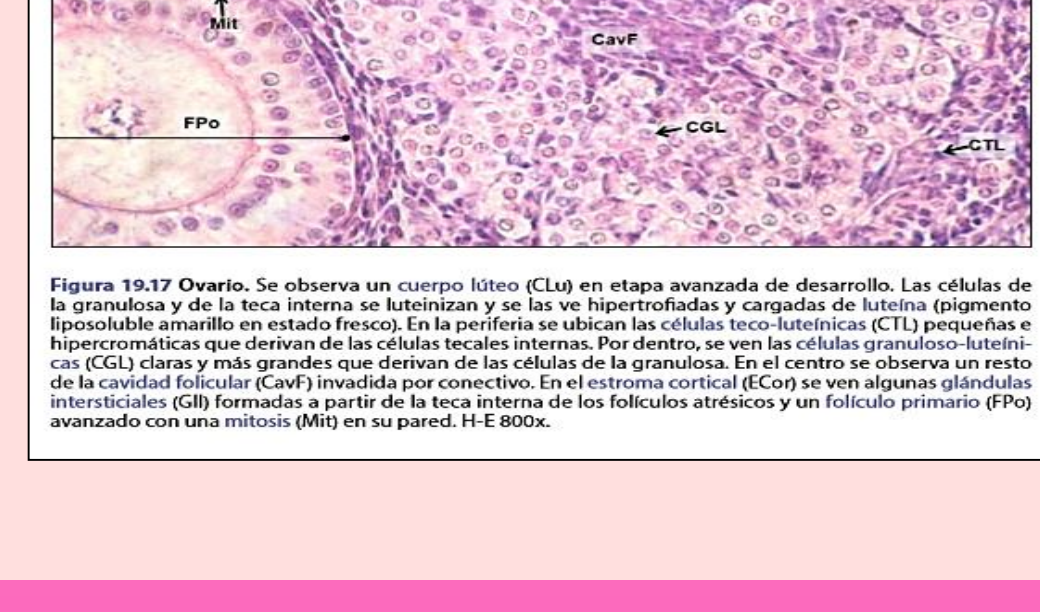 Mit
CavF
FPo
CGL
CTL
Figura 19.17 Ovario. Se observa un cuerpo lúteo (CLu) en etapa avanzada de desarrollo. Las células de
la granulosa y de la teca interna se luteinizan y se las ve hipertrofiadas y cargadas de luteína (pigmento
liposoluble amarillo en estado fresco). En la periferia se ubican las células teco-luteínicas (CTL) pequeñas e
hipercromáticas que derivan de las células tecales internas. Por dentro, se ven las células granuloso-luteíni-
cas (CGL) claras y más grandes que derivan de las células de la granulosa. En el centro se observa un resto
de la cavidad folicular (CavF) invadida por conectivo. En el estroma cortical (ECor) se ven algunas glándulas
intersticiales (GII) formadas a partir de la teca interna de los folículos atrésicos y un folículo primario (FPo)
avanzado con una mitosis (Mit) en su pared. H-E 800x.